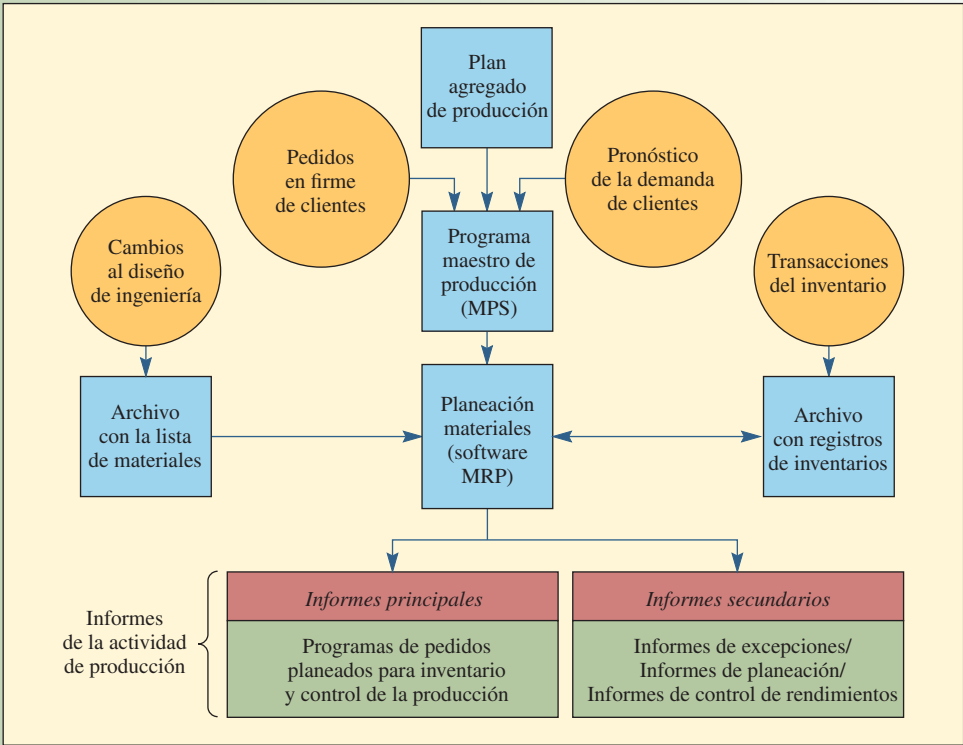 Plan
agregado
de producción
Pedidos
en firme
de clientes
Pronóstico
de la demanda
de clientes
Cambios
al diseño
de ingeniería
Programa
maestro de
producción
(MPS)
Transacciones
del inventario
Archivo
con la lista
de materiales
Planeación
materiales
(software
MRP)
Archivo
con registros
de inventarios
Informes
de la actividad
de producción
Informes principales
Programas de pedidos
planeados para inventario
y control de la producción
Informes secundarios
Informes de excepciones/
Informes de planeación/
Informes de control de rendimientos